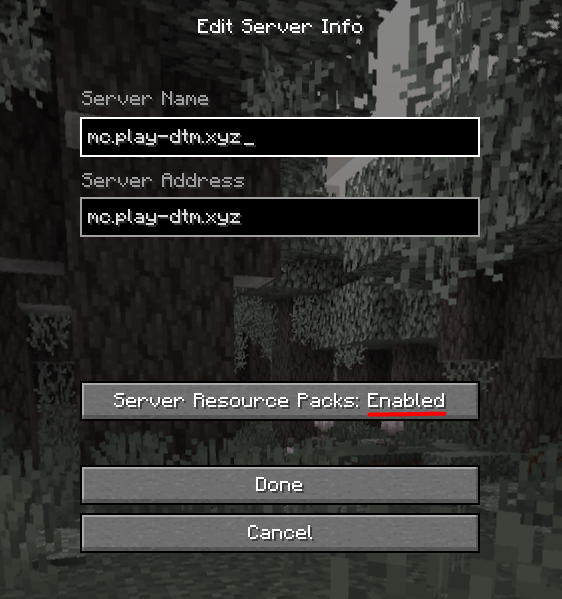 Edit Server Info
Server Name
mc.play-dtm.xyz_
Server Address
mc.play-dtm.xyz
Server Resource Packs: Enabled
Done
Cancel